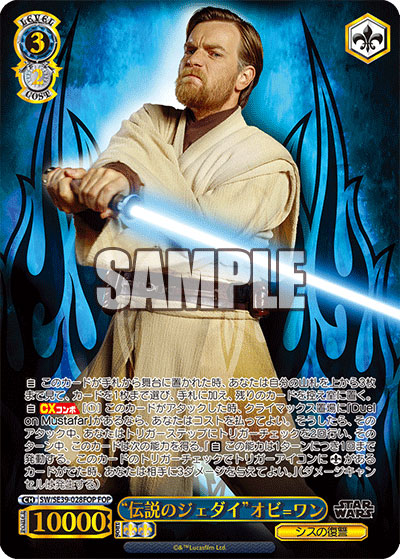 LEVEL
3
2
COST
SAMPLE
自 このカードが手札から舞台に置かれた時、あなたは自分の山札を上から3枚
まで見て、カードを1枚まで選び、手札に加え、残りのカードを控え室に置く。
自 CXコンボ [①] このカードがアタックした時、クライマックス置場に「Duel
on Mustafar」があるなら、あなたはコストを払ってよい。そうしたら、その
アタック中、あなたはトリガーステップにトリガーチェックを2回行い、そのタ
ーン中、このカードは次の能力を得る。『自 この能力は1ターンにつき1回まで
発動する。このカードのトリガーチェックでトリガーアイコンに
カードがでた時、あなたは相手に3ダメージを与えてよい。』(ダメージキャン
セルは発生する)
CH SW/SE39-028FOP FOP
10000
“伝説のジェダイ”オビ=ワン
STAR WARS
シスの復讐
©&™Lucasfilm Ltd.